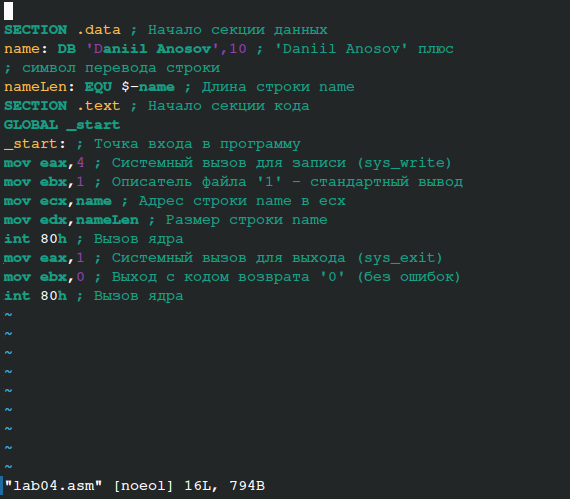 SECTION .data ; Начало секции данных
name: DB 'Daniil Anosov',10 ; 'Daniil Anosov' плюс
; символ перевода строки
nameLen: EQU $-name ; Длина строки name
SECTION .text ; Начало секции кода
GLOBAL _start
_start: ; Точка входа в программу
mov eax,4 ; Системный вызов для записи (sys_write)
mov ebx,1 ; Описатель файла '1' - стандартный вывод
mov ecx,name ; Адрес строки name в ecx
mov edx,nameLen ; Размер строки name
int 80h ; Вызов ядра
mov eax,1 ; Системный вызов для выхода (sys_exit)
mov ebx,0 ; Выход с кодом возврата '0' (без ошибок)
int 80h ; Вызов ядра
~
~
~
~
~
~
~
~
~
"lab04.asm" [noeol] 16L, 794B